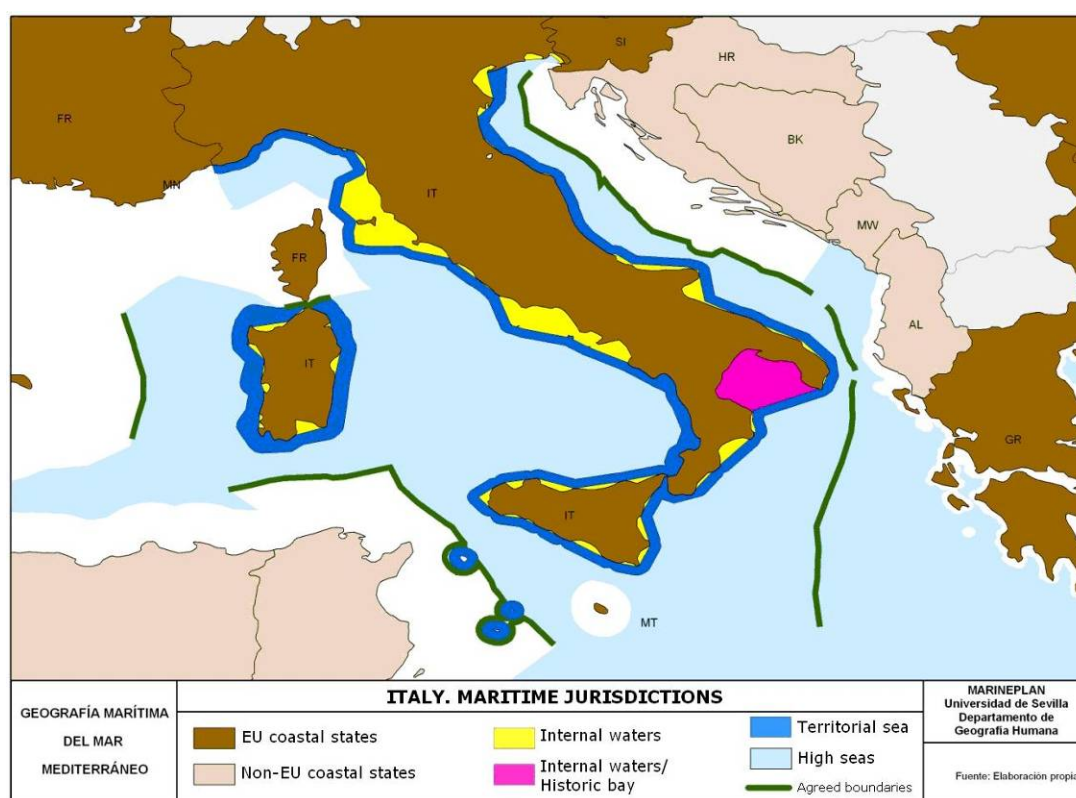 SI
HR
FR
BK
MN
IT
MW
FR
AL
IT
GR
IT
MT
GEOGRAFÍA MARÍTIMA
DEL MAR
MEDITERRÁNEO
ITALY. MARITIME JURISDICTIONS
EU coastal states
Non-EU coastal states
Internal waters
Internal waters/
Historic bay
Territorial sea
High seas
Agreed boundaries
MARINEPLAN
Universidad de Sevilla
Departamento de
Geografia Humana
Fuente: Elaboración propia